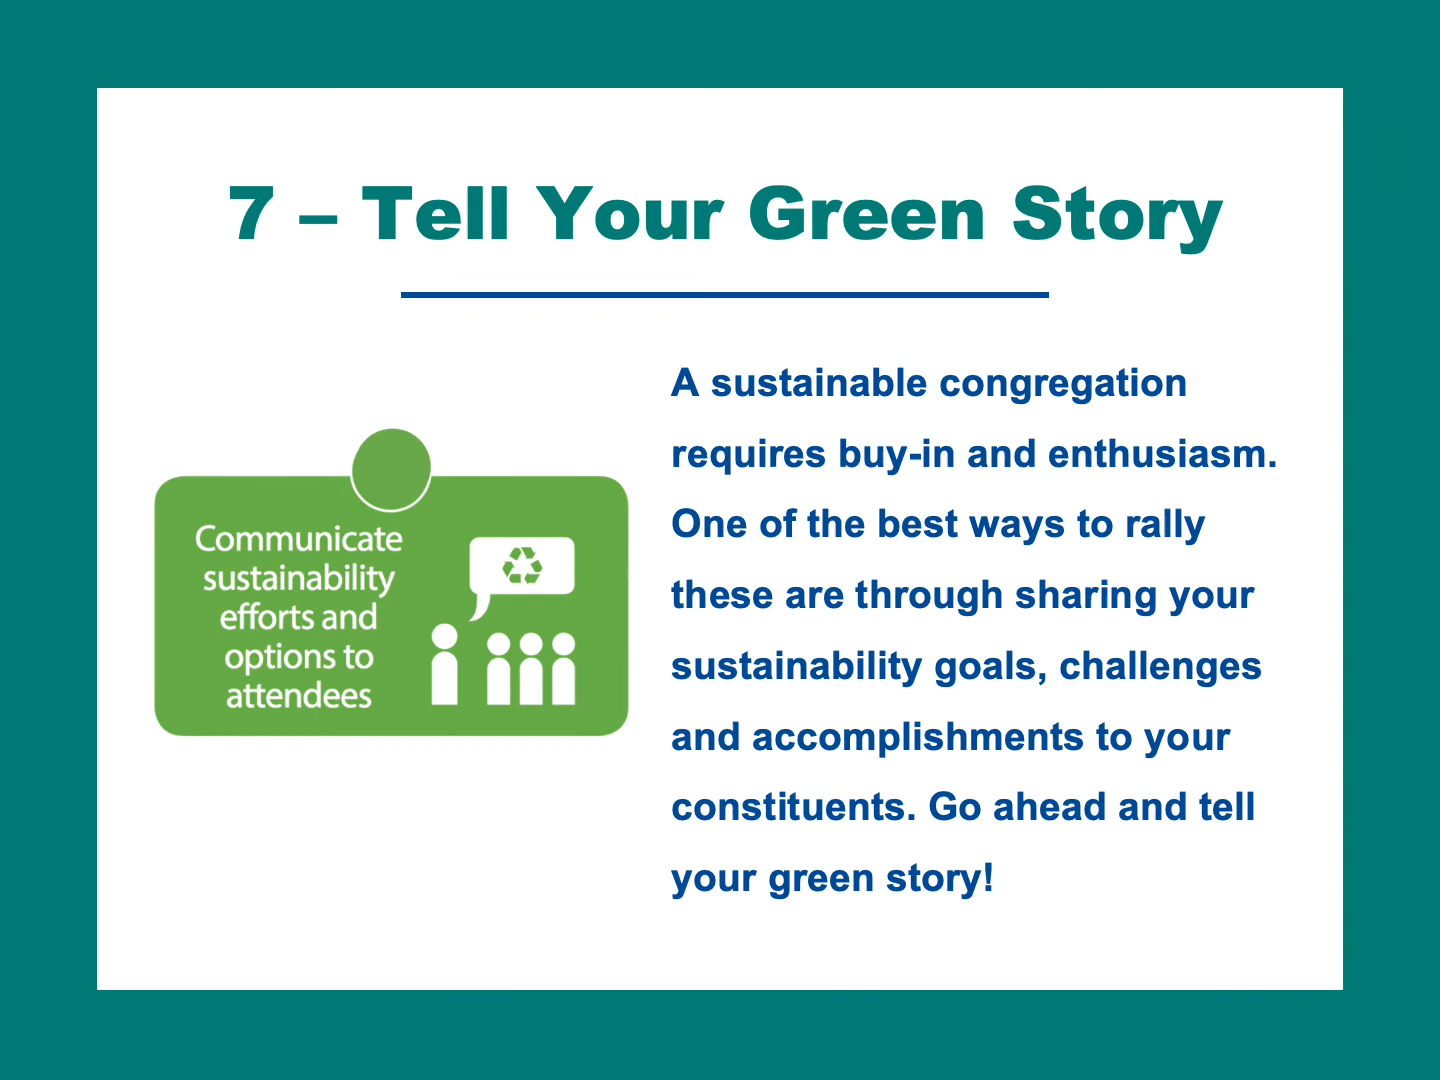 7 – Tell Your Green Story
Communicate
sustainability
efforts and
options to
attendees
A sustainable congregation
requires buy-in and enthusiasm.
One of the best ways to rally
these are through sharing your
sustainability goals, challenges
and accomplishments to your
constituents. Go ahead and tell
your green story!